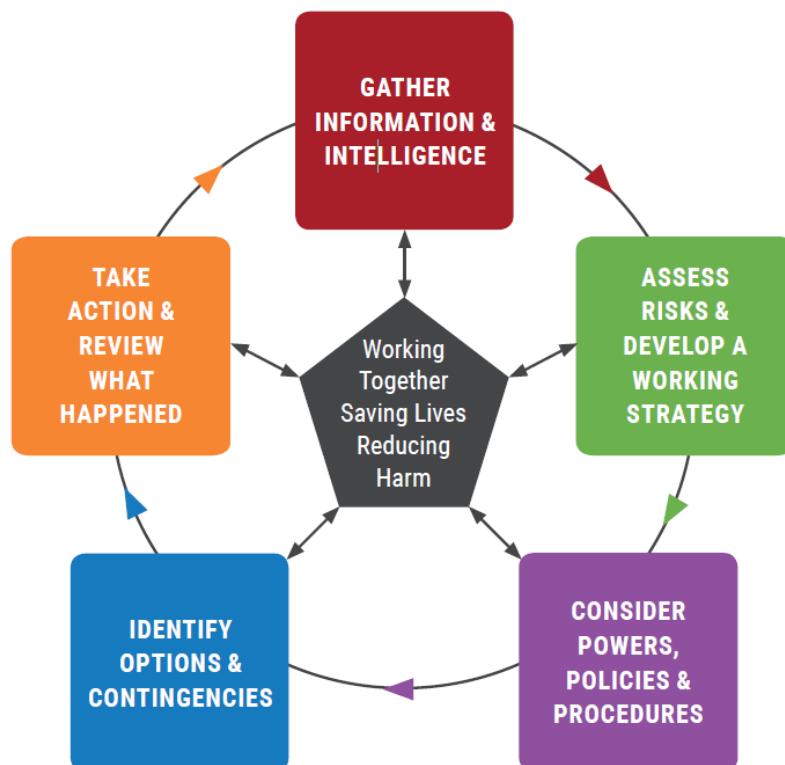 GATHER
INFORMATION &
INTELLIGENCE
ASSESS
RISKS &
DEVELOP A
WORKING
STRATEGY
CONSIDER
POWERS,
POLICIES &
PROCEDURES
IDENTIFY
OPTIONS &
CONTINGENCIES
TAKE
ACTION &
REVIEW
WHAT
HAPPENED
Working
Together
Saving Lives
Reducing
Harm